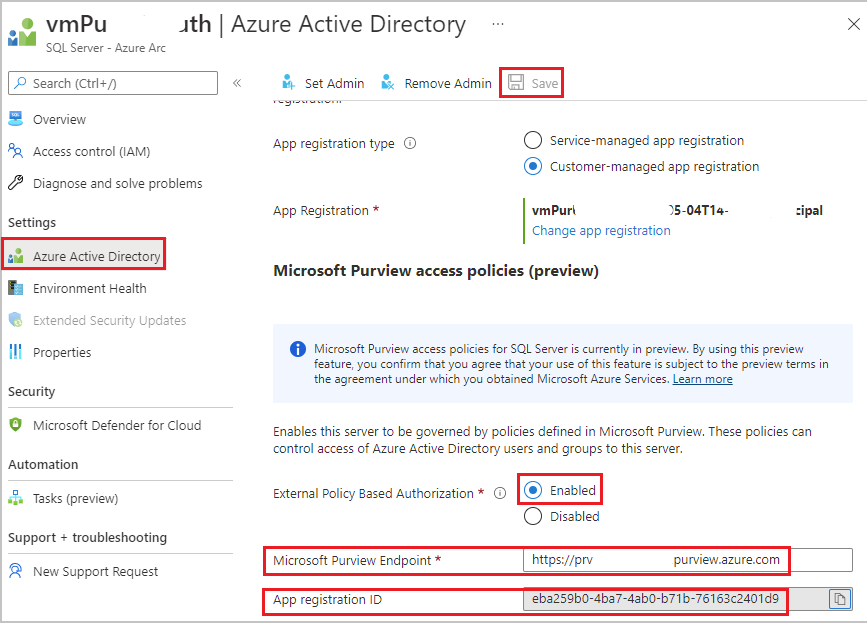 vmPu uth | Azure Active Directory ...
SQL Server - Azure Arc
Search (Ctrl+/)
«
Set Admin
Remove Admin
Save
Overview
registration.
Access control (IAM)
App registration type
Service-managed app registration
Customer-managed app registration
Diagnose and solve problems
App Registration *
vmPur 05-04T14- cipal
Change app registration
Settings
Azure Active Directory
Environment Health
Extended Security Updates
Properties
Microsoft Purview access policies (preview)
Microsoft Purview access policies for SQL Server is currently in preview. By using this preview
feature, you confirm that you agree that your use of this feature is subject to the preview terms in
the agreement under which you obtained Microsoft Azure Services. Learn more
Security
Microsoft Defender for Cloud
Automation
Tasks (preview)
Support + troubleshooting
New Support Request
Enables this server to be governed by policies defined in Microsoft Purview. These policies can
control access of Azure Active Directory users and groups to this server.
External Policy Based Authorization *
Enabled
Disabled
Microsoft Purview Endpoint *
https://prv purview.azure.com
App registration ID
eba259b0-4ba7-4ab0-b71b-76163c2401d9